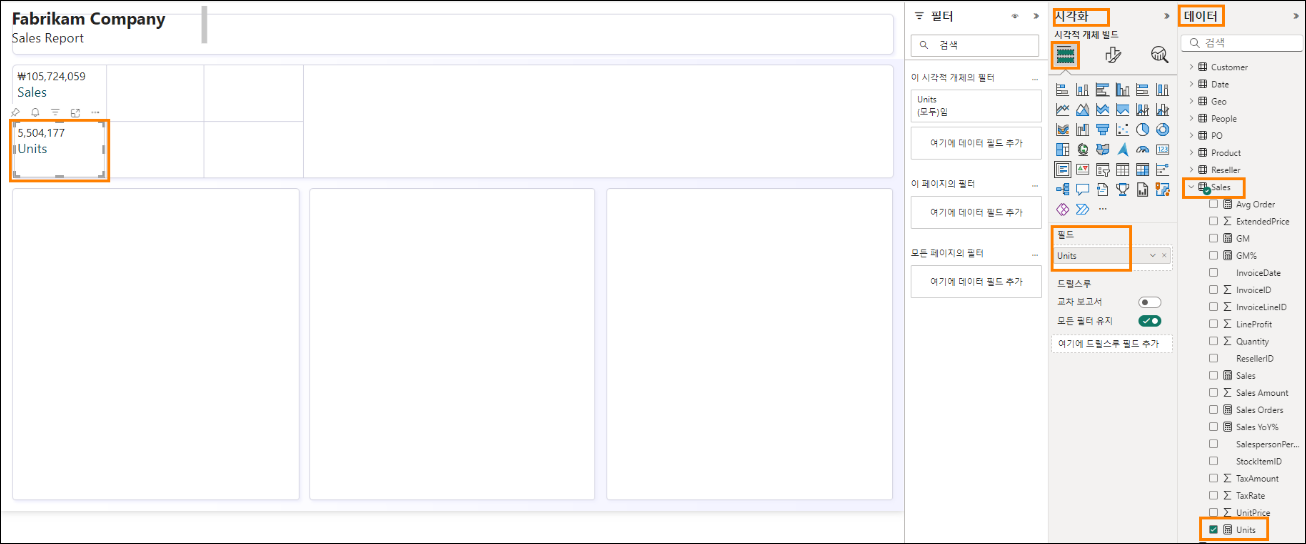 Fabrikam Company
Sales Report
₩105,724,059
Sales
5,504,177
Units
필터
검색
이 시각적 개체의 필터
...
Units
(모두)임
여기에 데이터 필드 추가
이 페이지의 필터
...
여기에 데이터 필드 추가
모든 페이지의 필터
...
여기에 데이터 필드 추가
시각화
시각적 개체 빌드
123
...
필드
Units
드릴스루
교차 보고서
모든 필터 유지
여기에 드릴스루 필드 추가
데이터
검색
Customer
Date
Geo
People
PO
Product
Reseller
Sales
Avg Order
ExtendedPrice
GM
GM%
InvoiceDate
InvoiceID
InvoiceLineID
LineProfit
Quantity
ResellerID
Sales
Sales Amount
Sales Orders
Sales YoY%
SalespersonPer...
StockItemID
TaxAmount
TaxRate
UnitPrice
Units